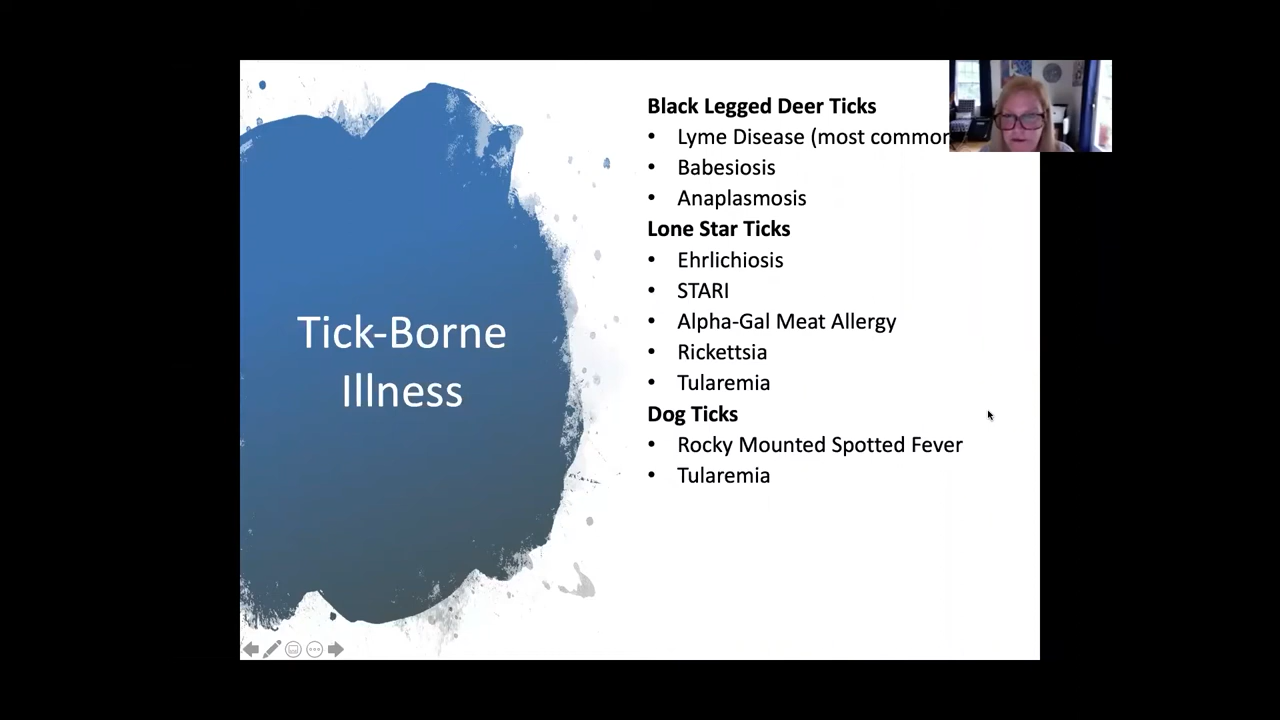 Tick-Borne
Illness
Black Legged Deer Ticks
• Lyme Disease (most common
• Babesiosis
• Anaplasmosis
Lone Star Ticks
• Ehrlichiosis
• STARI
• Alpha-Gal Meat Allergy
• Rickettsia
• Tularemia
Dog Ticks
• Rocky Mounted Spotted Fever
• Tularemia